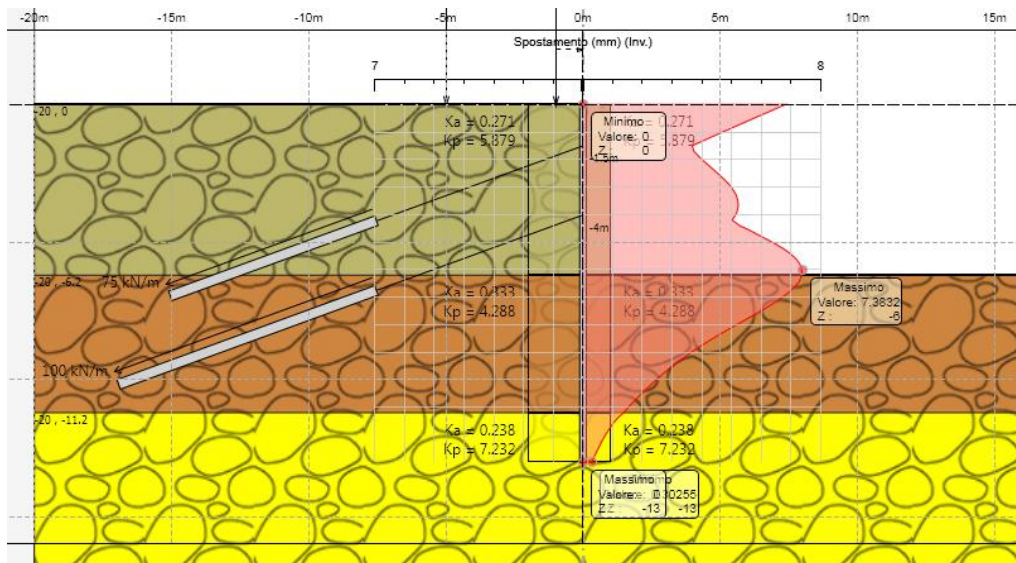 -20m -15m -10m -5m 0m 5m 10m 15m
Spostamento (mm) (Inv.)
7 8
-20 , 0
Ka = 0.271
Kp = 5.879
Minimo
Valore: 0
Z : 0
0.271
5.879
-1.5m
-4m
75 kN/m
-20 , -6.2
Ka = 0.333
Kp = 4.288
Ka = 0.333
Kp = 4.288
Massimo
Valore: 7.3832
Z : -6
100 kN/m
-20 , -11.2
Ka = 0.238
Kp = 7.232
Ka = 0.238
Kp = 7.232
Massimo
0.30255
-13 -13